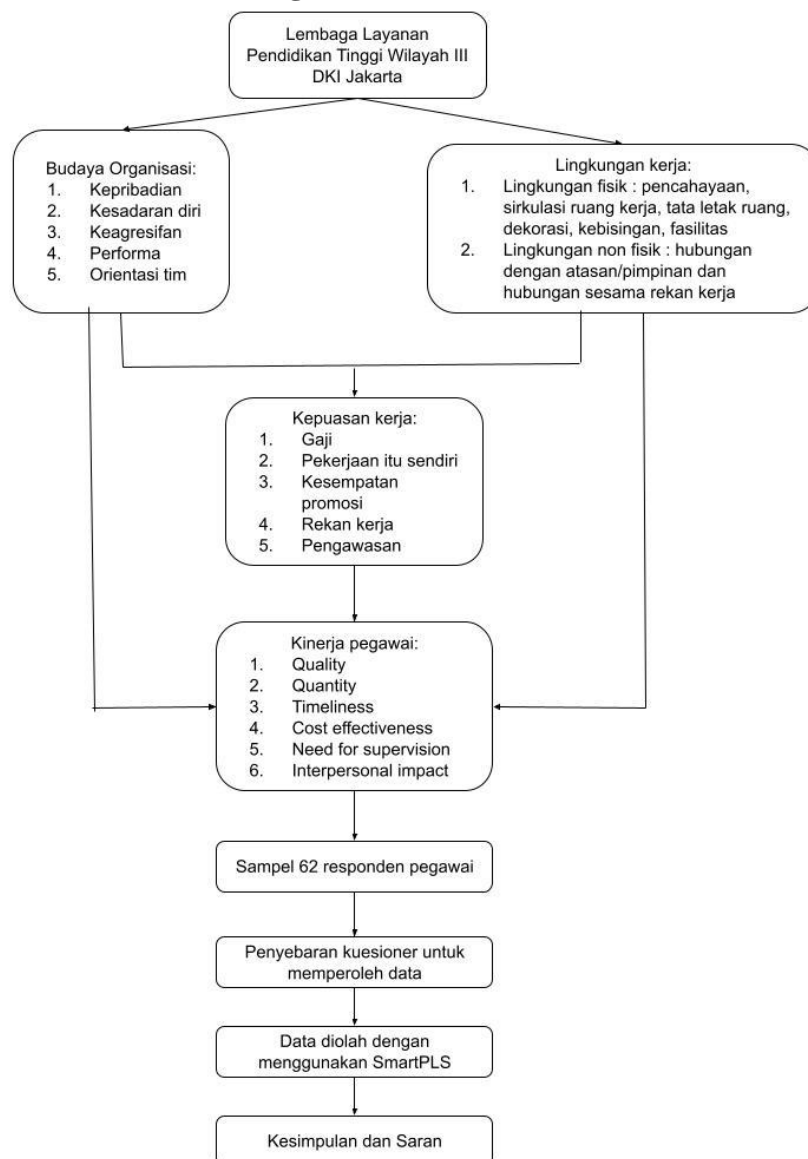 Lembaga Layanan
Pendidikan Tinggi Wilayah III
DKI Jakarta
Budaya Organisasi:
1. Kepribadian
2. Kesadaran diri
3. Keagresifan
4. Performa
5. Orientasi tim
Lingkungan kerja:
1. Lingkungan fisik : pencahayaan,
sirkulasi ruang kerja, tata letak ruang,
dekorasi, kebisingan, fasilitas
2. Lingkungan non fisik : hubungan
dengan atasan/pimpinan dan
hubungan sesama rekan kerja
Kepuasan kerja:
1. Gaji
2. Pekerjaan itu sendiri
3. Kesempatan
promosi
4. Rekan kerja
5. Pengawasan
Kinerja pegawai:
1. Quality
2. Quantity
3. Timeliness
4. Cost effectiveness
5. Need for supervision
6. Interpersonal impact
Sampel 62 responden pegawai
Penyebaran kuesioner untuk
memperoleh data
Data diolah dengan
menggunakan SmartPLS
Kesimpulan dan Saran